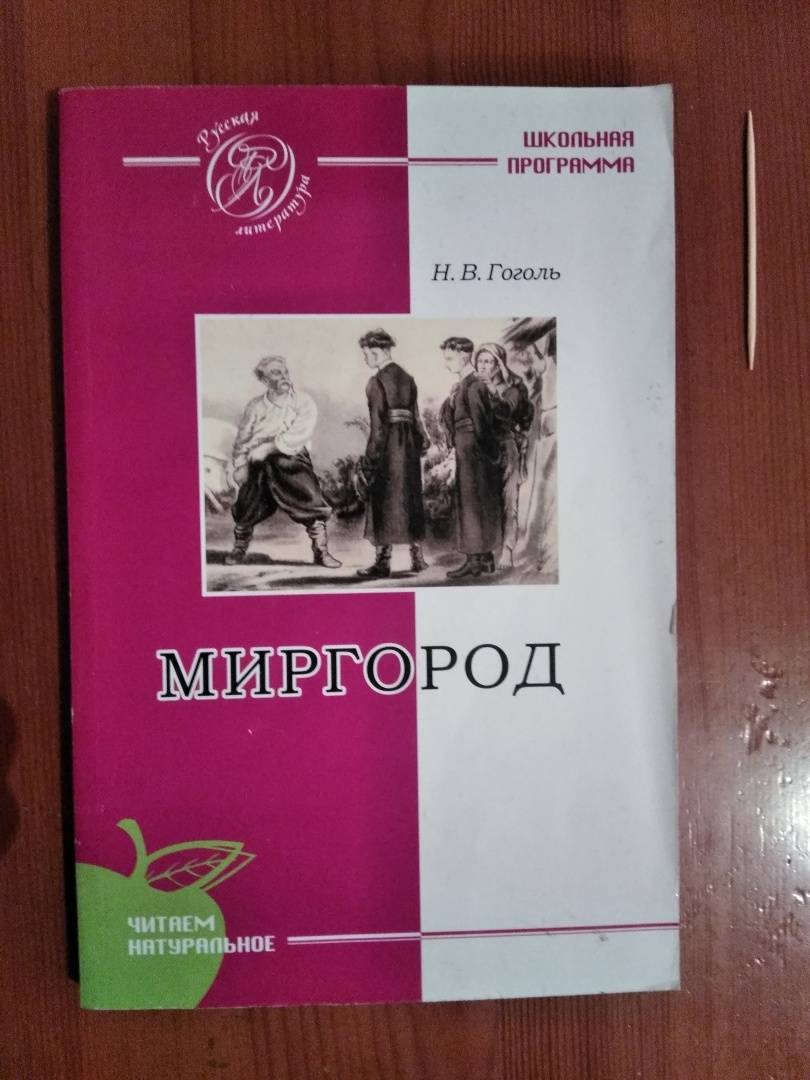 Русская
литература
ШКОЛЬНАЯ
ПРОГРАММА
Н. В. Гоголь
МИРГОРОД
ЧИТАЕМ
НАТУРАЛЬНОЕ